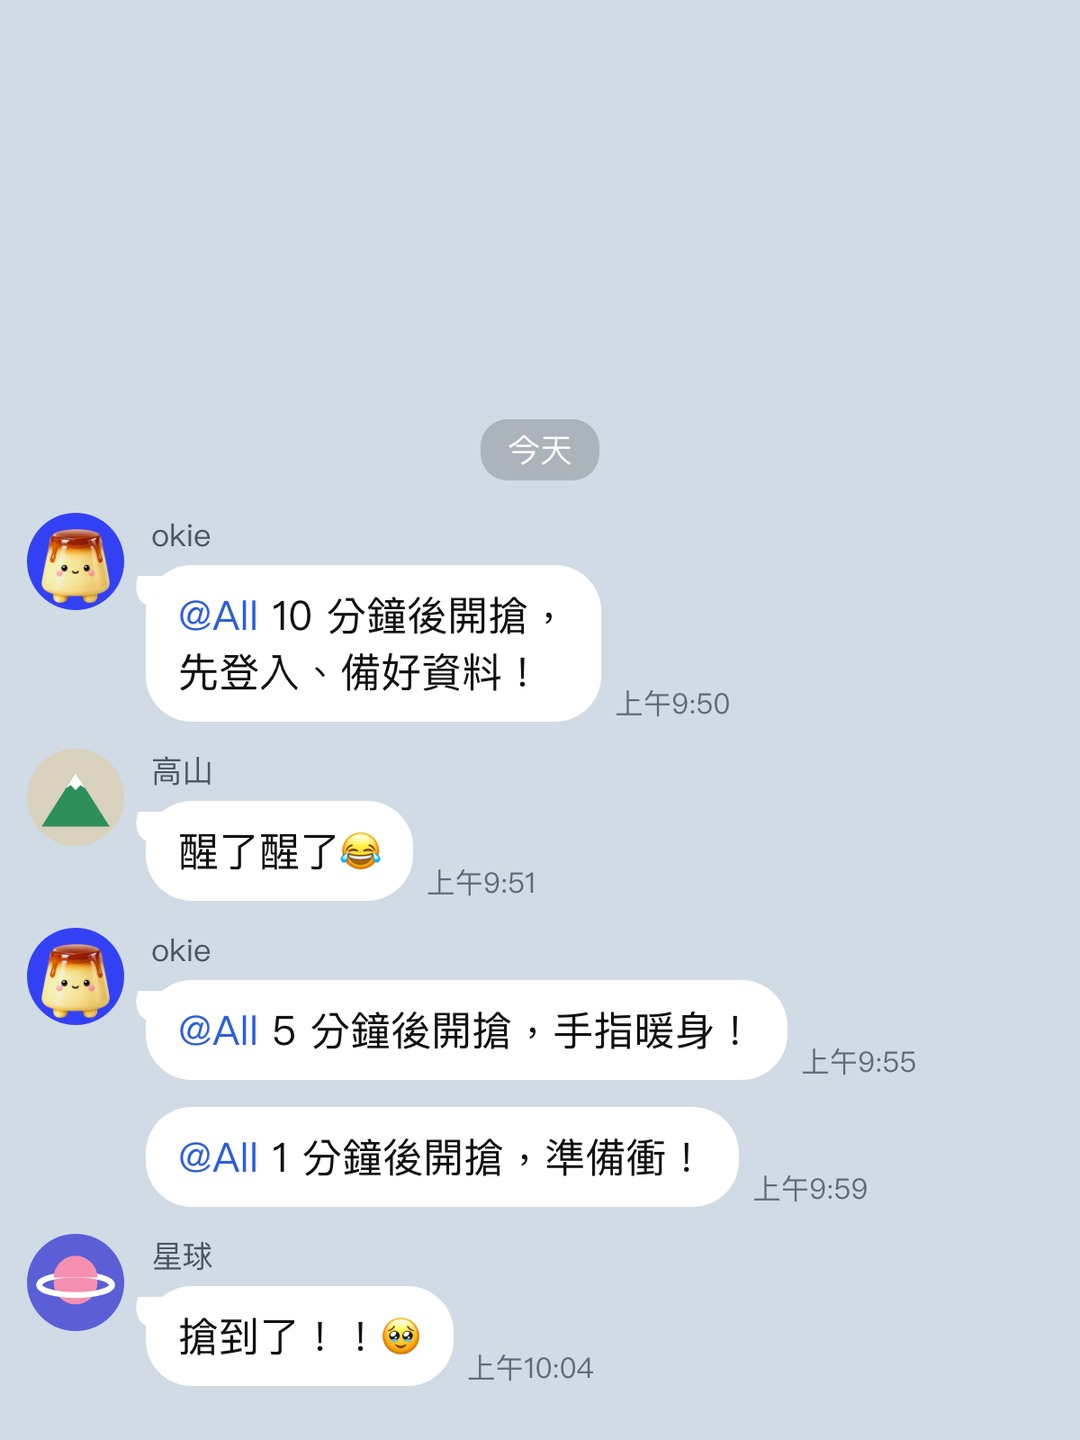 今天
okie
@All 10 分鐘後開搶，
先登入、備好資料！
上午9:50
高山
醒了醒了😂
上午9:51
okie
@All 5 分鐘後開搶，手指暖身！
上午9:55
@All 1 分鐘後開搶，準備衝！
上午9:59
星球
搶到了！！🥹
上午10:04